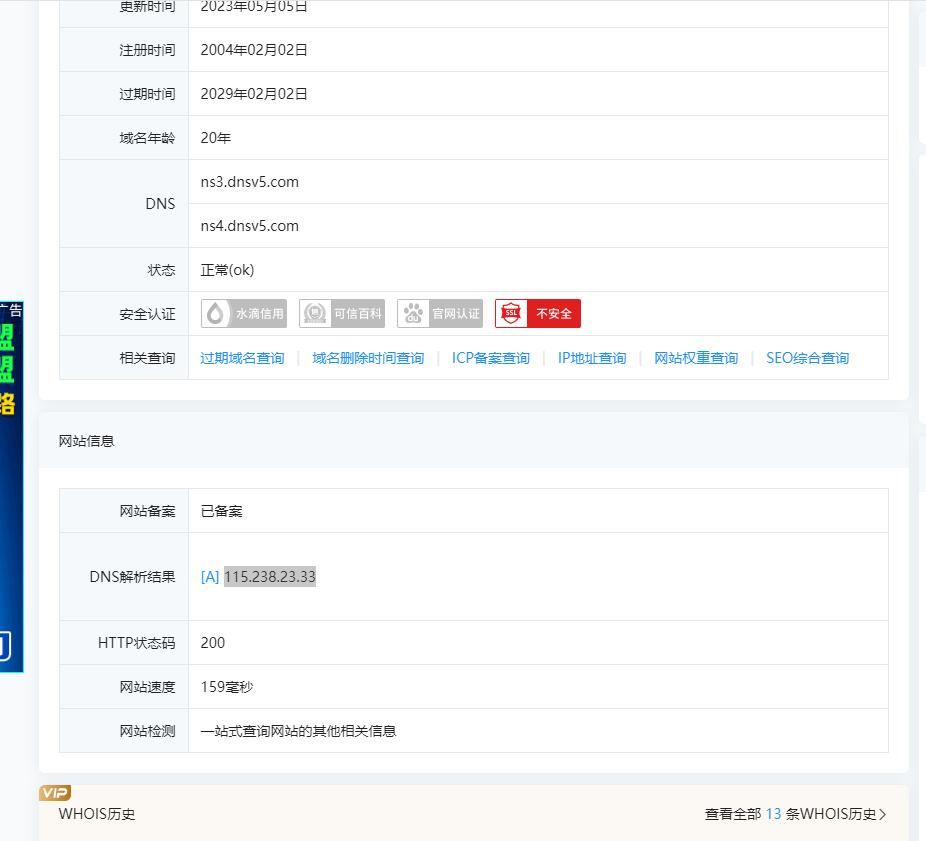 更新时间 2023年05月05日
注册时间 2004年02月02日
过期时间 2029年02月02日
域名年龄 20年
DNS
ns3.dnsv5.com
ns4.dnsv5.com
状态 正常(ok)
安全认证 水滴信用 可信百科 官网认证 SSL 不安全
相关查询 过期域名查询 | 域名删除时间查询 | ICP备案查询 | IP地址查询 | 网站权重查询 | SEO综合查询
广告
盟
盟
路
网站信息
网站备案 已备案
DNS解析结果 [A] 115.238.23.33
HTTP状态码 200
网站速度 159毫秒
网站检测 一站式查询网站的其他相关信息
VIP
WHOIS历史 查看全部 13 条WHOIS历史